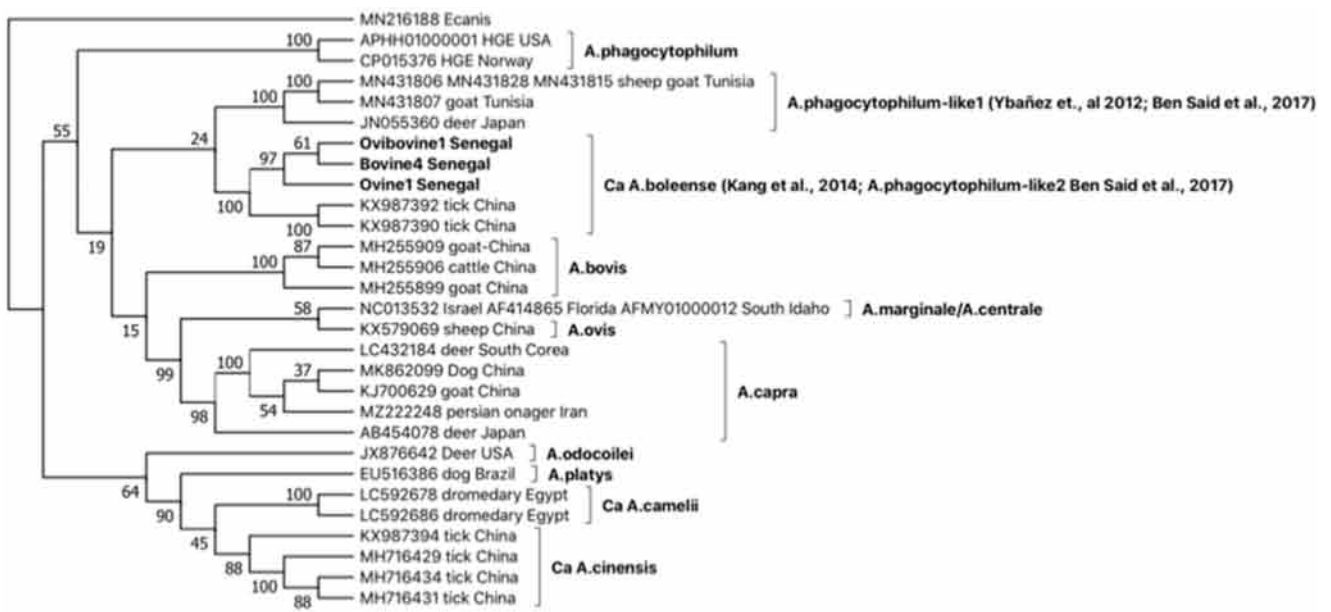 MN216188 Ecanis
100 APHH01000001 HGE USA
CP015376 HGE Norway
A.phagocytophilum
55
100 MN431806 MN431828 MN431815 sheep goat Tunisia
100 MN431807 goat Tunisia
JN055360 deer Japan
A.phagocytophilum-like1 (Ybañez et., al 2012; Ben Said et al., 2017)
24
61 Ovibovine1 Senegal
97 Bovine4 Senegal
Ovine1 Senegal
100 KX987392 tick China
100 KX987390 tick China
Ca A.boleense (Kang et al., 2014; A.phagocytophilum-like2 Ben Said et al., 2017)
19
87 MH255909 goat-China
100 MH255906 cattle China
MH255899 goat China
A.bovis
15
58 NC013532 Israel AF414865 Florida AFMY01000012 South Idaho A.marginale/A.centrale
KX579069 sheep China A.ovis
99
100 LC432184 deer South Corea
37 MK862099 Dog China
KJ700629 goat China
54 MZ222248 persian onager Iran
98 AB454078 deer Japan
A.capra
JX876642 Deer USA A.odocoilei
64 EU516386 dog Brazil A.platys
90
100 LC592678 dromedary Egypt
LC592686 dromedary Egypt
Ca A.camelii
45
KX987394 tick China
88 MH716429 tick China
100 MH716434 tick China
88 MH716431 tick China
Ca A.cinensis